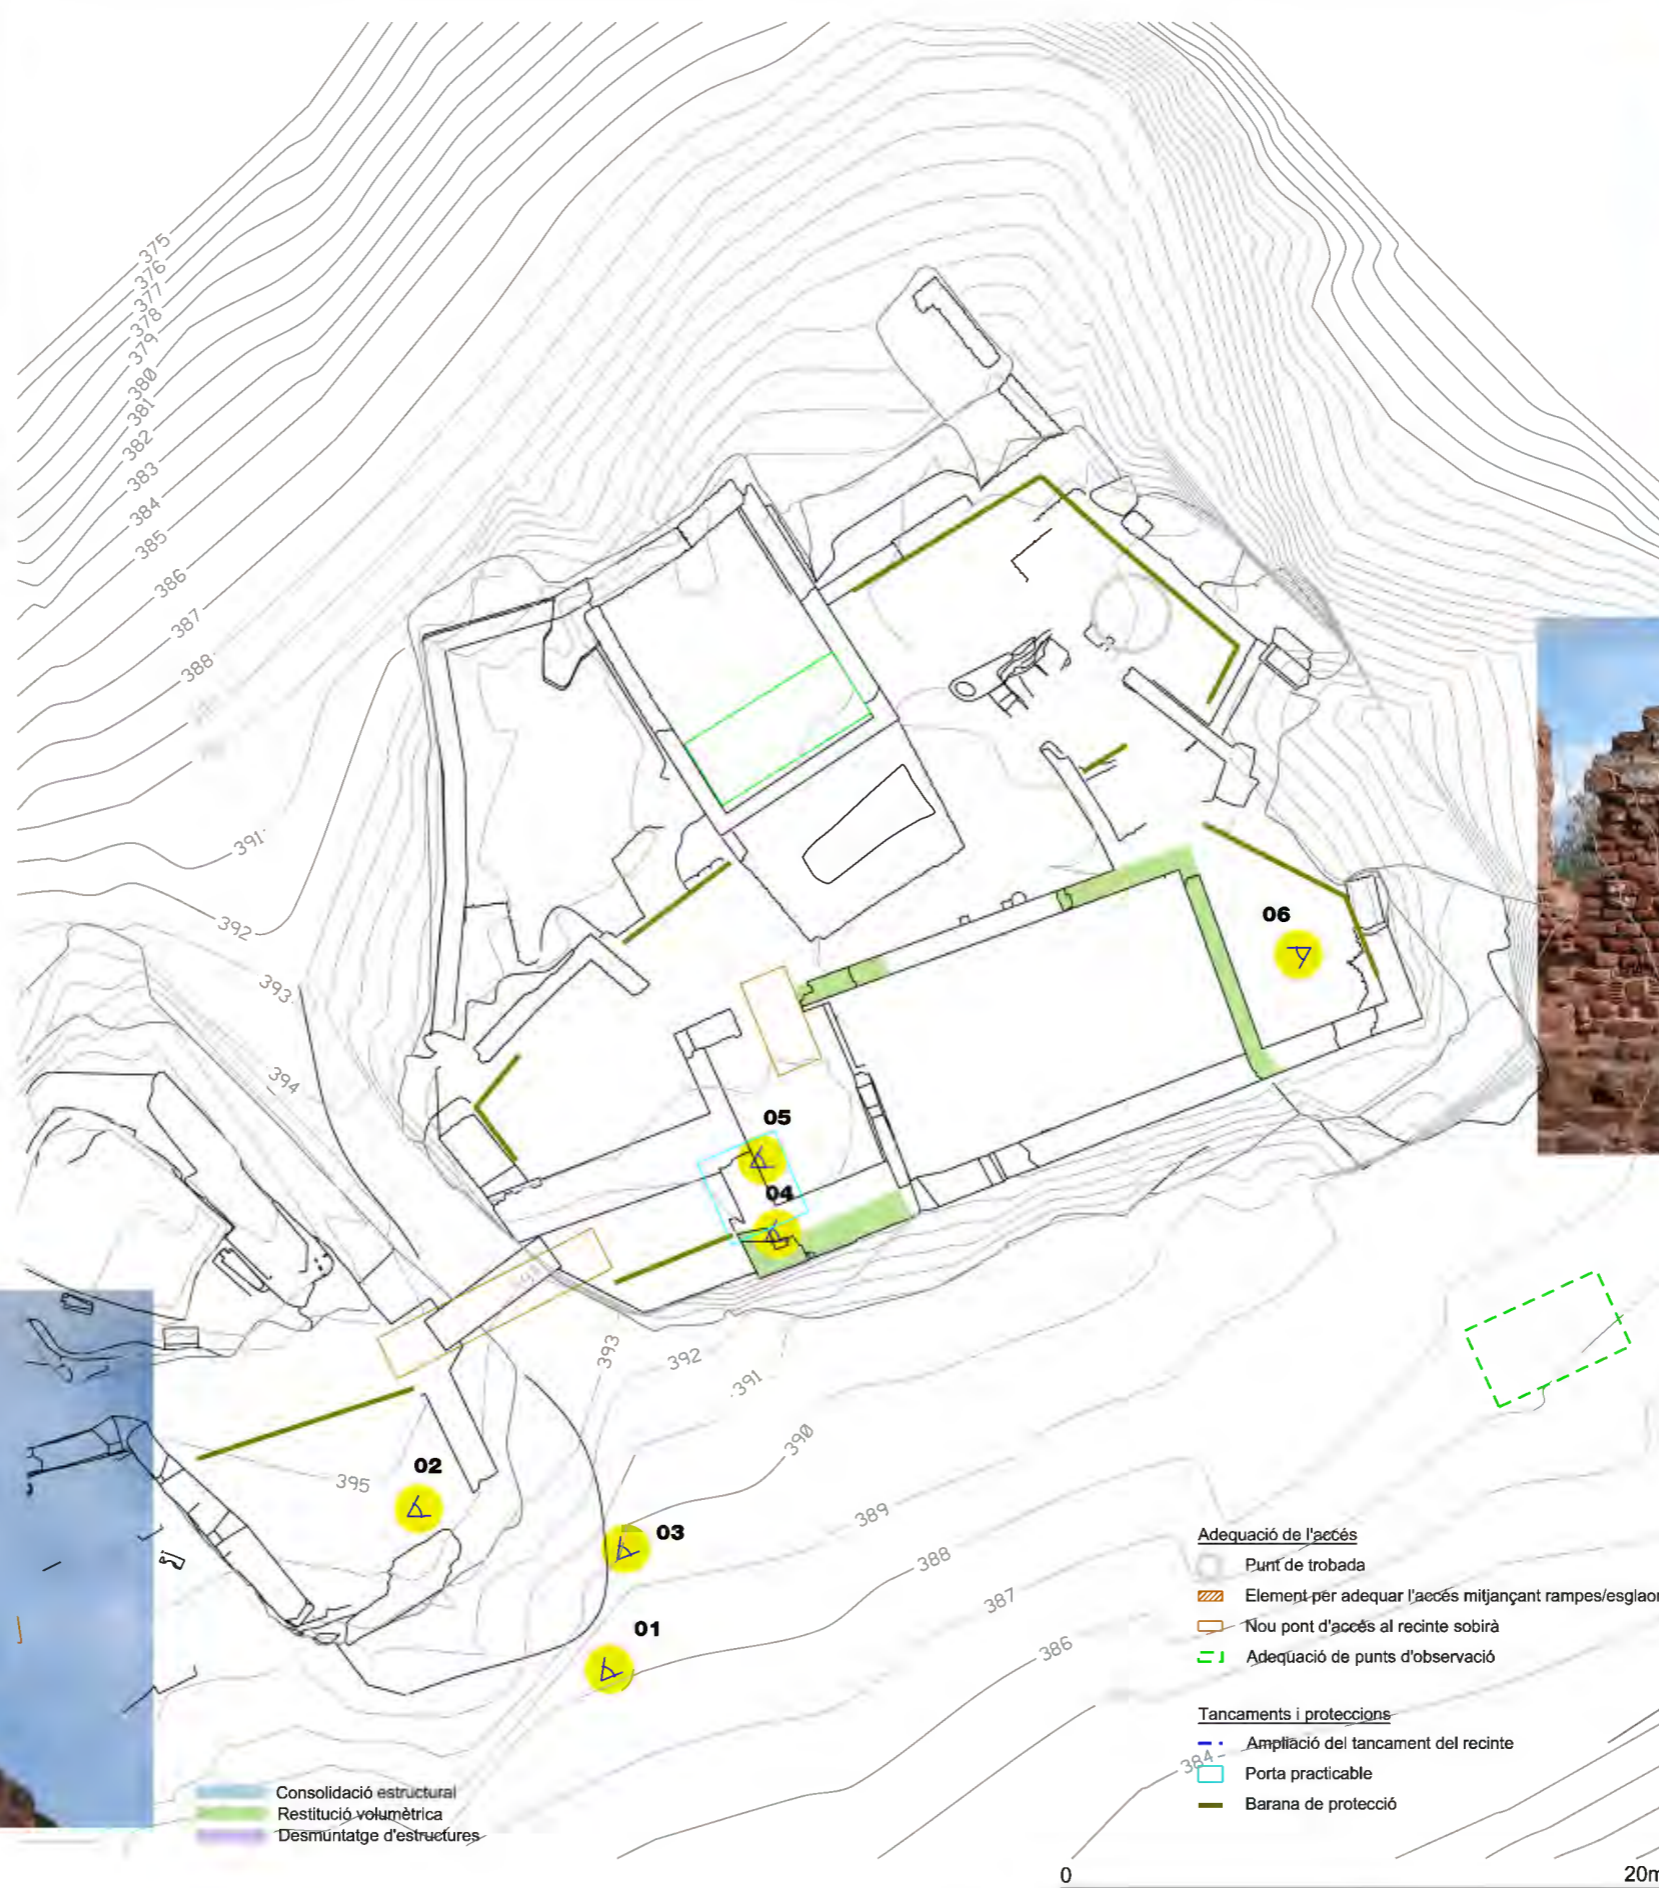 375
376
377
378
379
380
381
382
383
384
385
386
387
388
391
392
393
394
06
05
04
393
392
391
390
395
02
03
389
388
01
387
386
384
Adequació de l'accés
Punt de trobada
Element per adequar l'accés mitjançant rampes/esglaon
Nou pont d'accés al recinte sobirà
Adequació de punts d'observació
Tancaments i proteccions
Ampliació del tancament del recinte
Porta practicable
Barana de protecció
Consolidació estructural
Restitució volumètrica
Desmuntatge d'estructures
0 20m